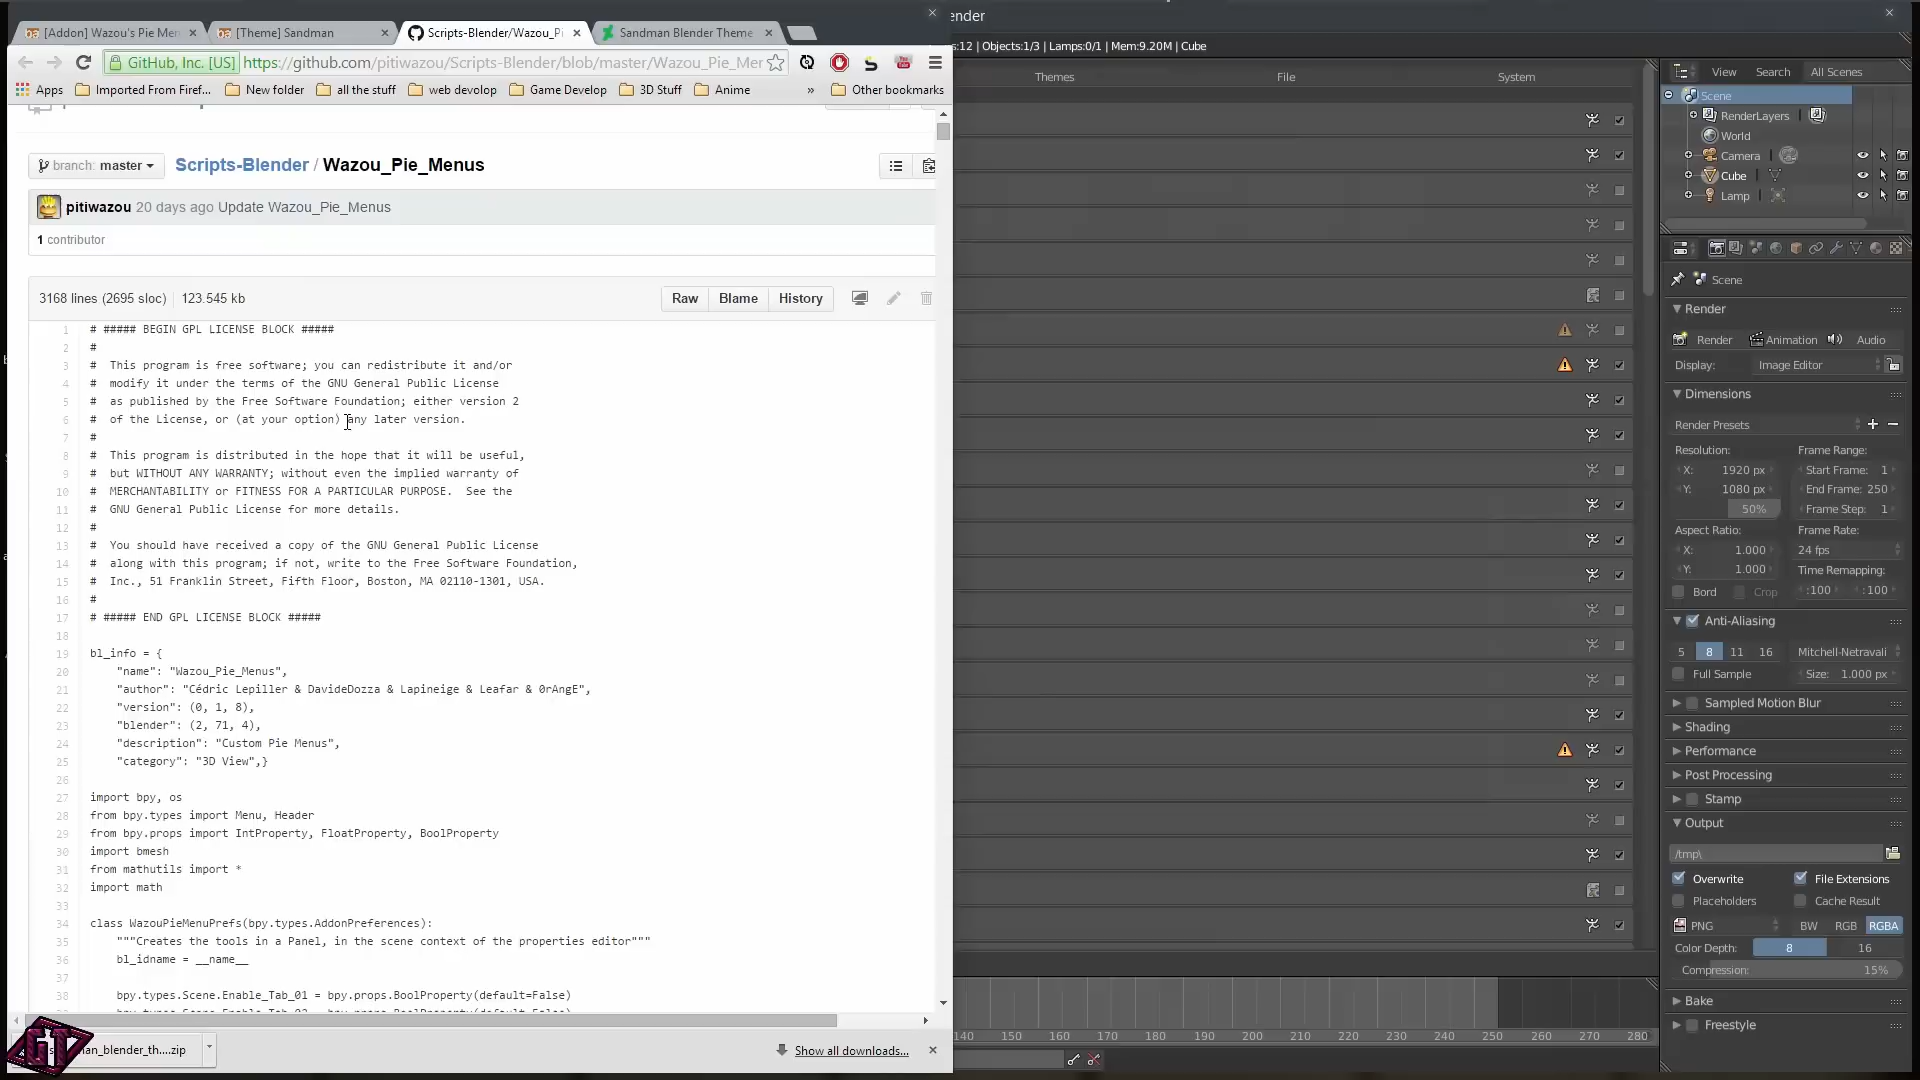 [Addon] Wazou's Pie Men
[Theme] Sandman
Scripts-Blender/Wazou_Pi
Sandman Blender Theme
GitHub, Inc. [US]
https://github.com/pitiwazou/Scripts-Blender/blob/master/Wazou_Pie_Mer
Apps
Imported From Firef...
New folder
all the stuff
web devolop
Game Develop
3D Stuff
Anime
»
Other bookmarks
branch: master
Scripts-Blender / Wazou_Pie_Menus
pitiwazou 20 days ago Update Wazou_Pie_Menus
1 contributor
3168 lines (2695 sloc) | 123.545 kb
Raw
Blame
History
1 # ##### BEGIN GPL LICENSE BLOCK #####
2 #
3 # This program is free software; you can redistribute it and/or
4 # modify it under the terms of the GNU General Public License
5 # as published by the Free Software Foundation; either version 2
6 # of the License, or (at your option) any later version.
7 #
8 # This program is distributed in the hope that it will be useful,
9 # but WITHOUT ANY WARRANTY; without even the implied warranty of
10 # MERCHANTABILITY or FITNESS FOR A PARTICULAR PURPOSE. See the
11 # GNU General Public License for more details.
12 #
13 # You should have received a copy of the GNU General Public License
14 # along with this program; if not, write to the Free Software Foundation,
15 # Inc., 51 Franklin Street, Fifth Floor, Boston, MA 02110-1301, USA.
16 #
17 # ##### END GPL LICENSE BLOCK #####
18
19 bl_info = {
20 "name": "Wazou_Pie_Menus",
21 "author": "Cédric Lepiller & DavideDozza & Lapineige & Leafar & 0rAngE",
22 "version": (0, 1, 8),
23 "blender": (2, 71, 4),
24 "description": "Custom Pie Menus",
25 "category": "3D View",}
26
27 import bpy, os
28 from bpy.types import Menu, Header
29 from bpy.props import IntProperty, FloatProperty, BoolProperty
30 import bmesh
31 from mathutils import *
32 import math
33
34 class WazouPieMenuPrefs(bpy.types.AddonPreferences):
35 """Creates the tools in a Panel, in the scene context of the properties editor"""
36 bl_idname = __name__
37
38 bpy.types.Scene.Enable_Tab_01 = bpy.props.BoolProperty(default=False)
an_blender_th....zip
Show all downloads...
GT
ender
s:12 | Objects:1/3 | Lamps:0/1 | Mem:9.20M | Cube
Themes
File
System
140 150 160 170 180 190 200 210 220 230 240 250 260 270 280
View
Search
All Scenes
Scene
RenderLayers
World
Camera
Cube
Lamp
Scene
Render
Render
Animation
Audio
Display:
Image Editor
Dimensions
Render Presets
Resolution:
Frame Range:
X: 1920 px
Start Frame: 1
Y: 1080 px
End Frame: 250
50%
Frame Step: 1
Aspect Ratio:
Frame Rate:
X: 1.000
24 fps
Y: 1.000
Time Remapping:
Bord
Crop
:100
:100
Anti-Aliasing
5 8 11 16
Mitchell-Netravali
Full Sample
Size: 1.000 px
Sampled Motion Blur
Shading
Performance
Post Processing
Stamp
Output
/tmp\
Overwrite
File Extensions
Placeholders
Cache Result
PNG
BW RGB RGBA
Color Depth:
8
16
Compression: 15%
Bake
Freestyle